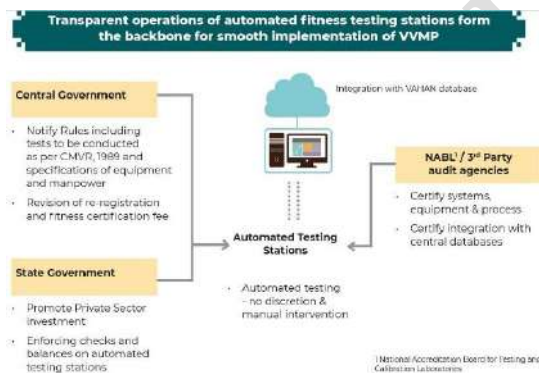 Transparent operations of automated fitness testing stations form
the backbone for smooth implementation of VVMP
Integration with VAHAN database
Central Government
• Notify Rules including
tests to be conducted
as per CMVR, 1989 and
specifications of equipment
and manpower
• Revision of re-registration
and fitness certification fee
NABL¹ / 3rd Party
audit agencies
• Certify systems,
equipment & process
• Certify integration with
central databases
Automated Testing
Stations
• Automated testing
- no discretion &
manual intervention
State Government
• Promote Private Sector
investment
• Enforcing checks and
balances on automated
testing stations
1 National Accreditation Board for Testing and
Calibration Laboratories